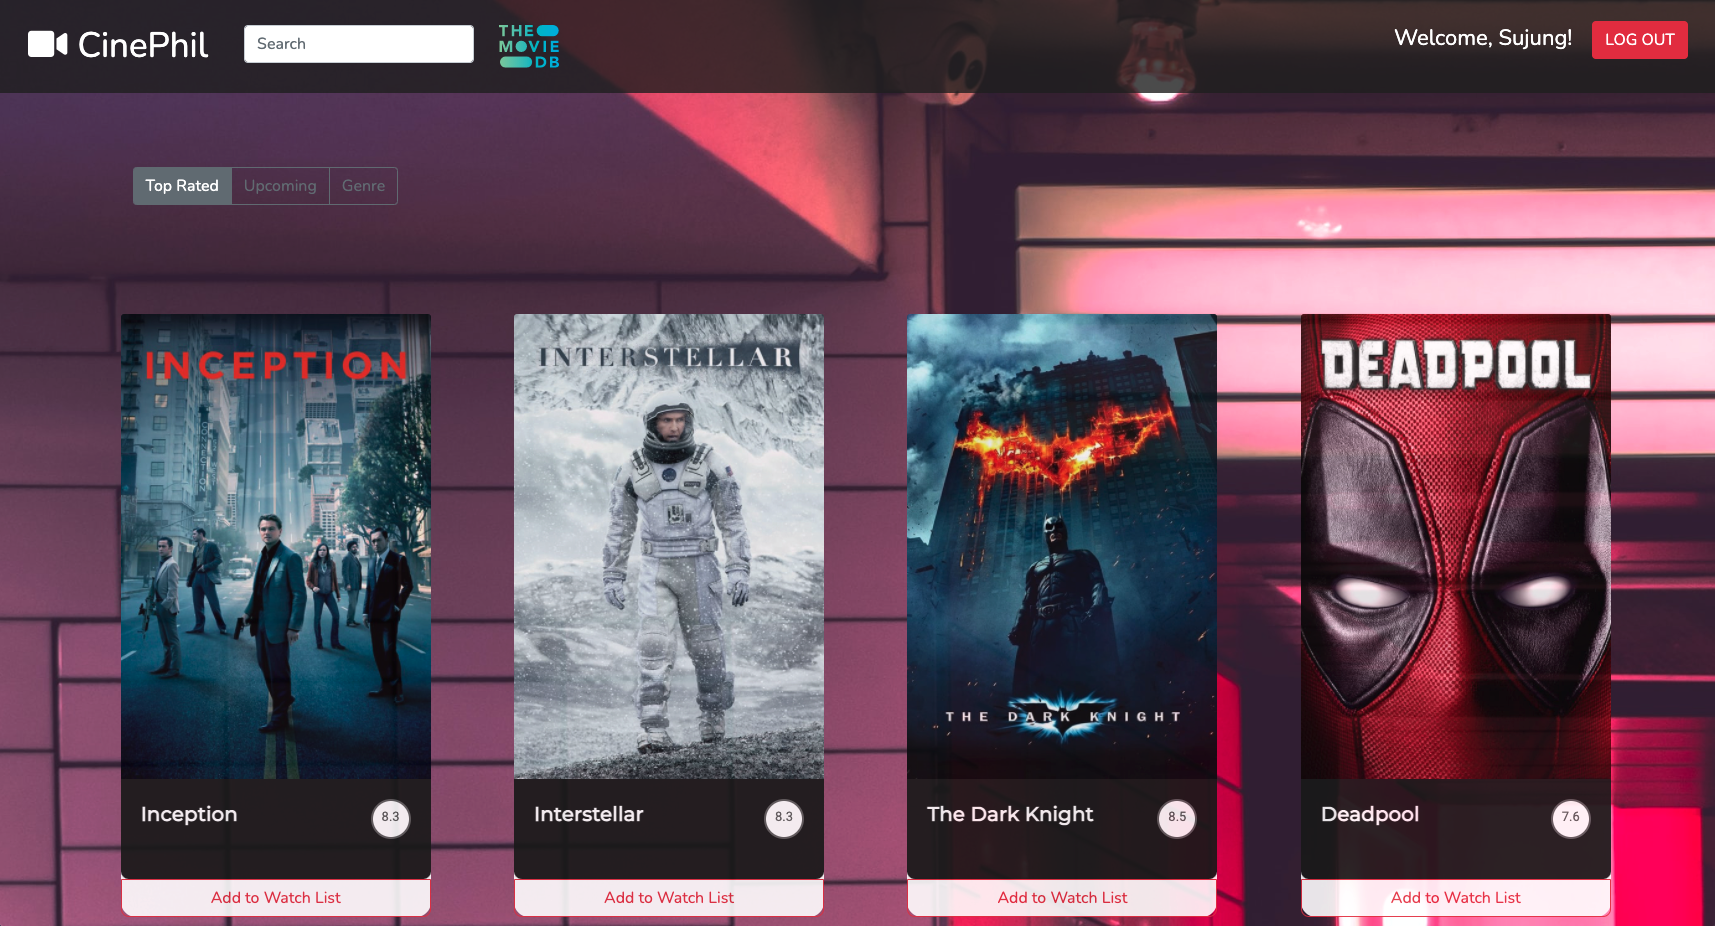 CinePhil
Search
THE
MOVIE
DB
Welcome, Sujung!
LOG OUT
Top Rated
Upcoming
Genre
INCEPTION
INTERSTELLAR
THE DARK KNIGHT
DEADPOOL
Inception
8.3
Interstellar
8.3
The Dark Knight
8.5
Deadpool
7.6
Add to Watch List
Add to Watch List
Add to Watch List
Add to Watch List